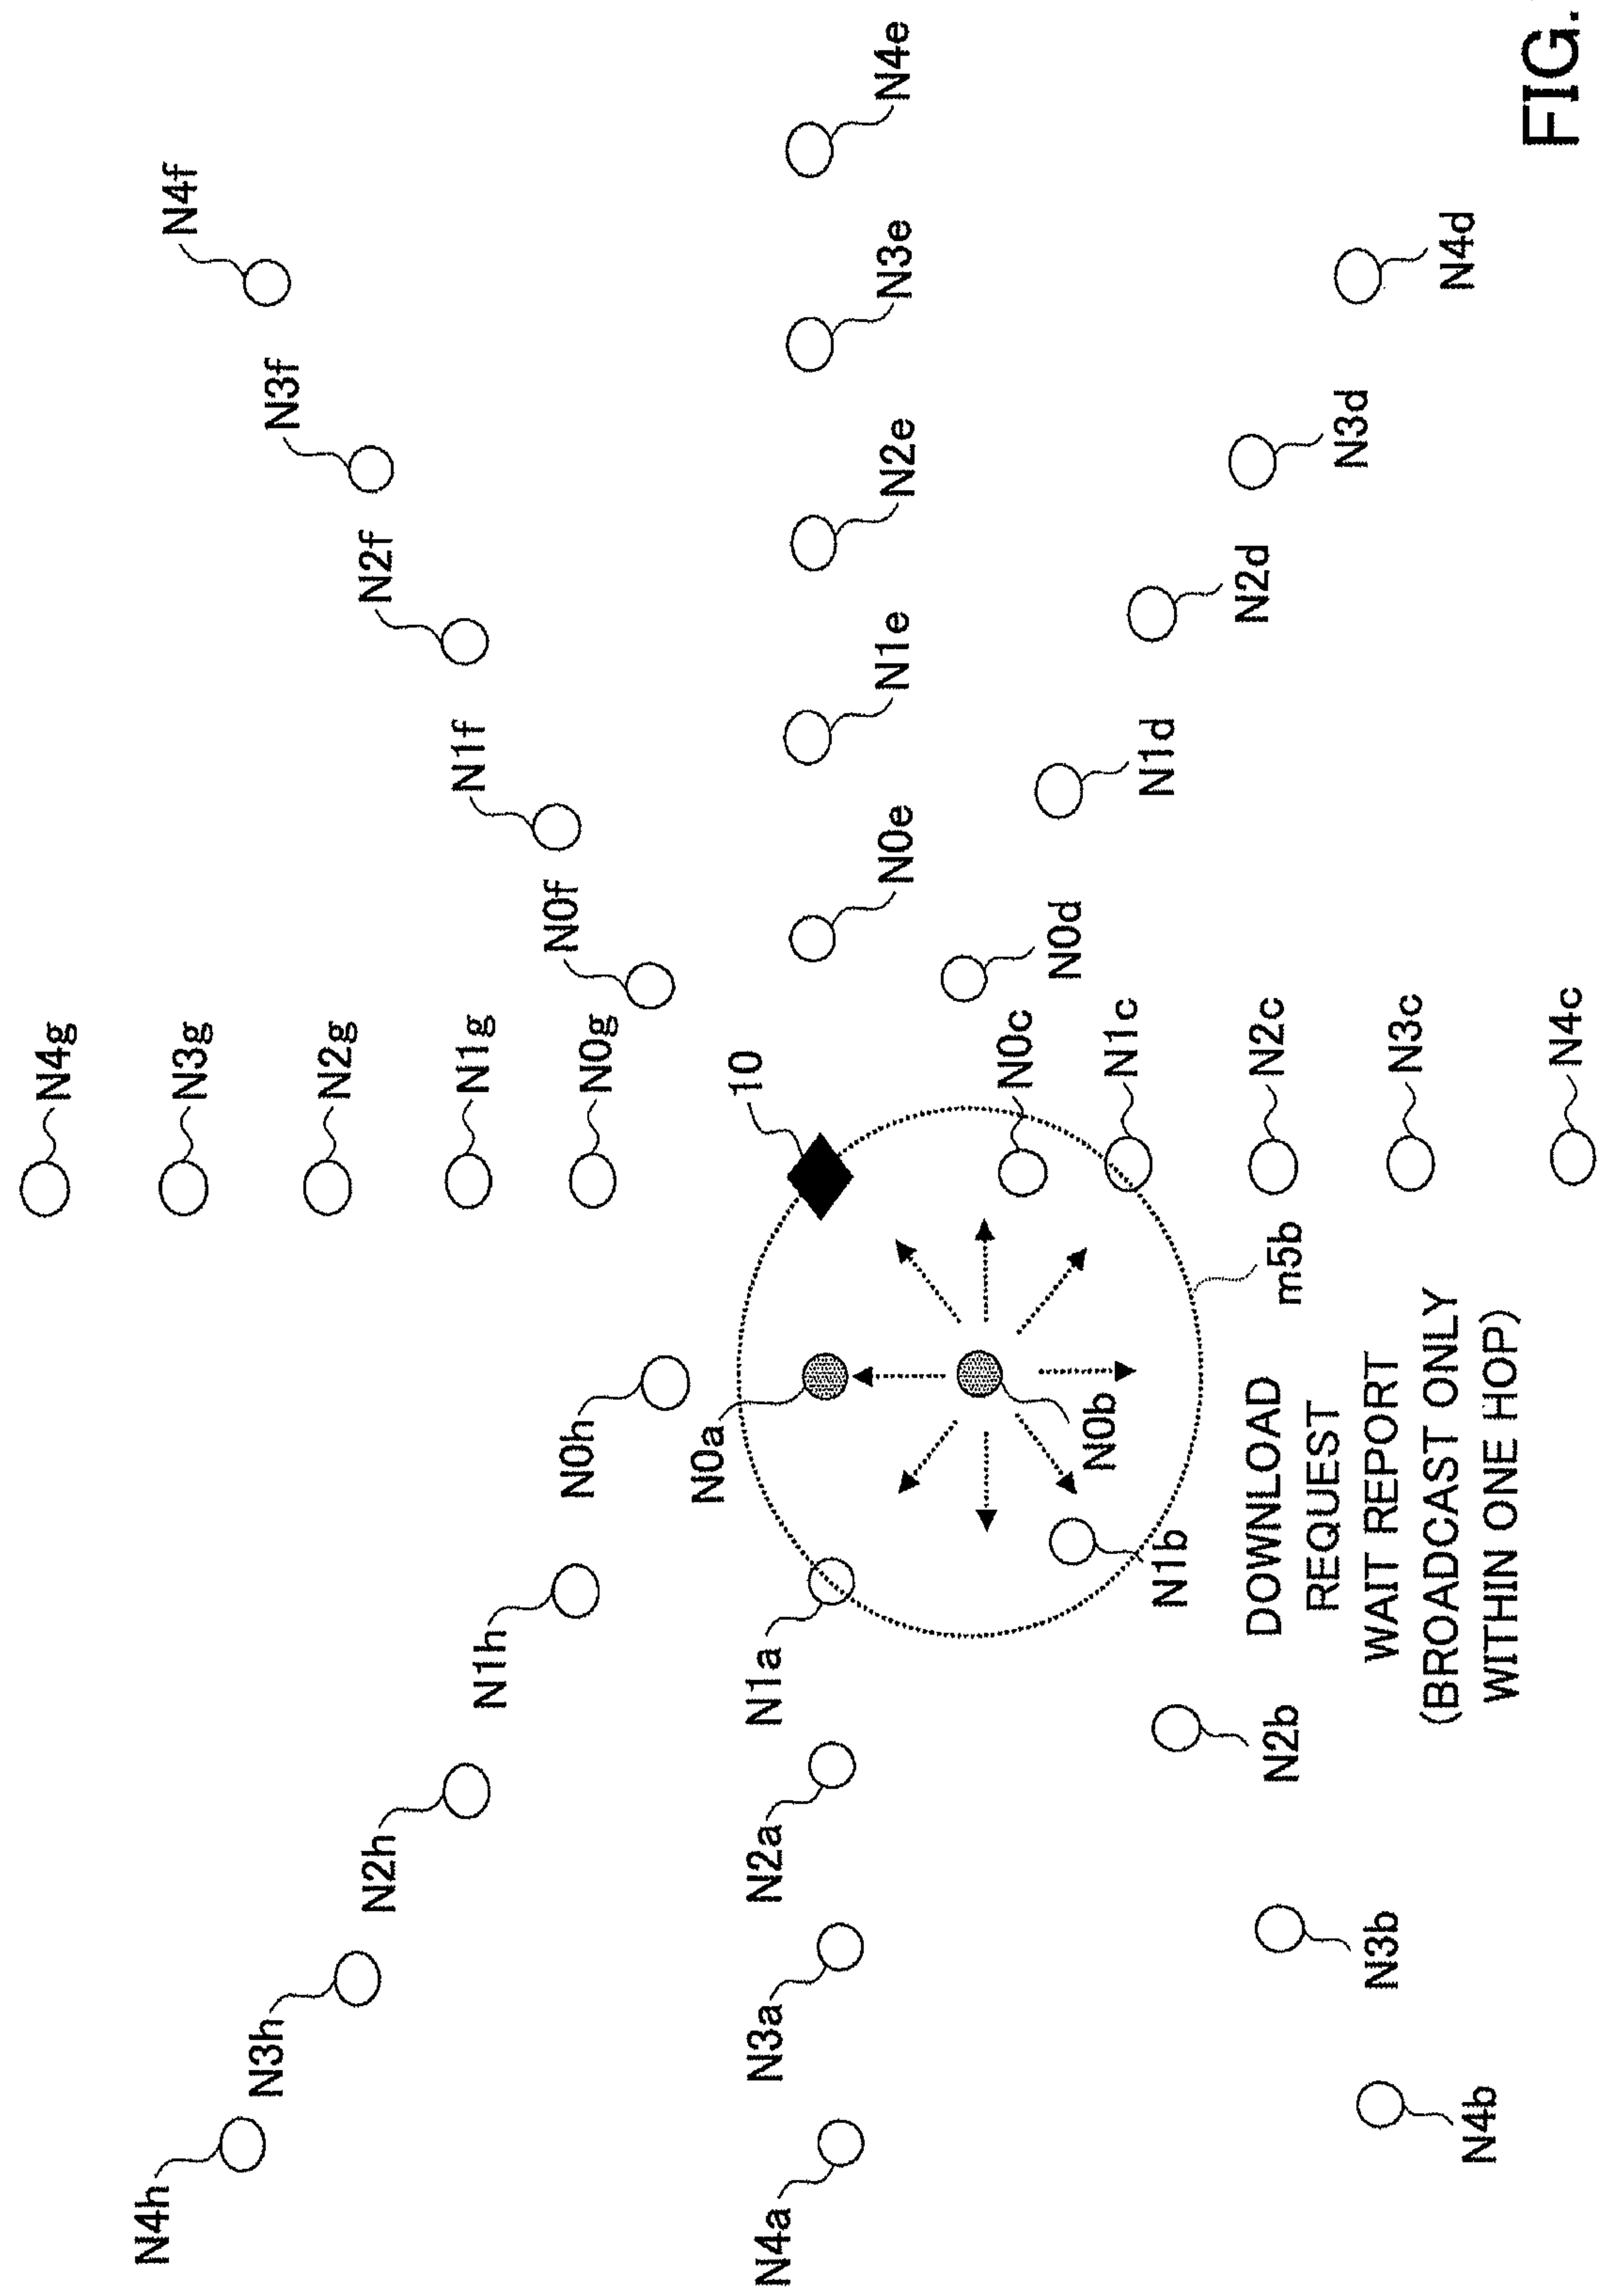 N4h
N3h
N2h
N1h
N0h
N4g
N3g
N2g
N1g
N0g
N4f
N3f
N2f
N1f
N0f
N4a
N3a
N2a
N1a
N0a
10
N0e
N1e
N2e
N3e
N4e
N0b
N1b
N2b
N3b
N4b
N0c
N1c
N2c
N3c
N4c
N0d
N1d
N2d
N3d
N4d
m5b
DOWNLOAD
REQUEST
WAIT REPORT
(BROADCAST ONLY
WITHIN ONE HOP)
FIG.